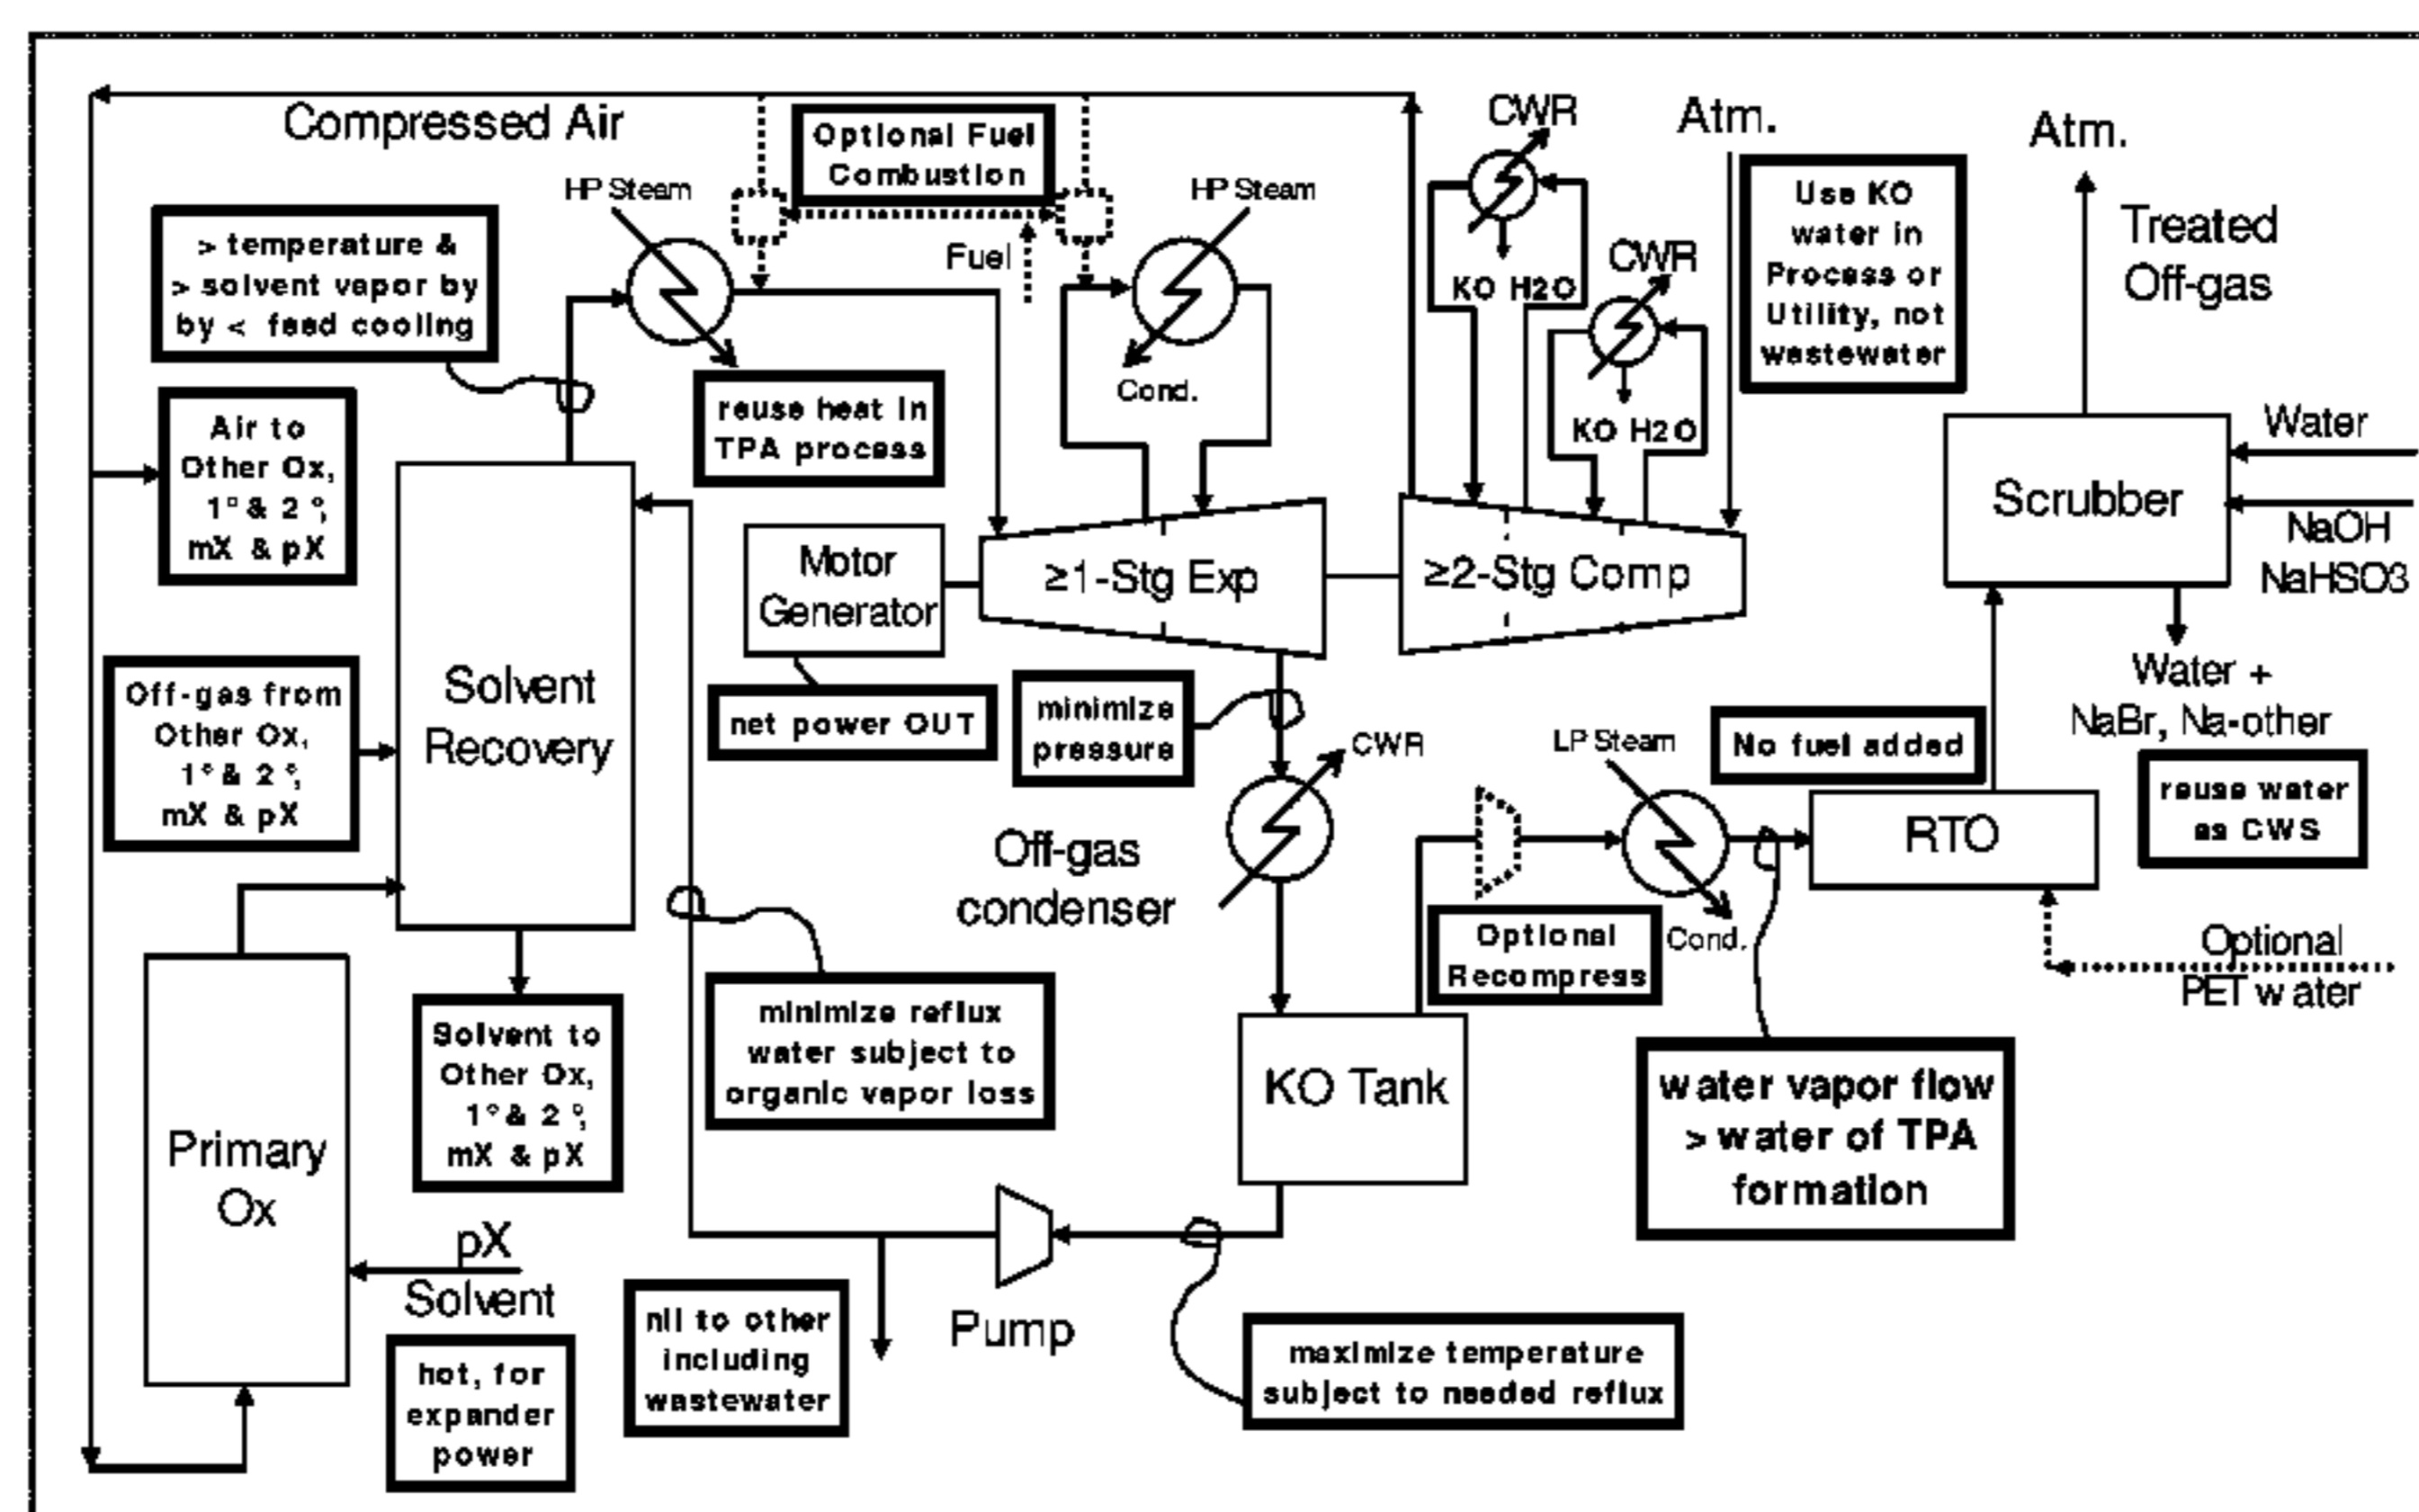 Compressed Air
Optional Fuel
Combustion
CWR
Atm.
Atm.
HP Steam
HP Steam
Fuel
> temperature &
> solvent vapor by
by < feed cooling
Use KO
water in
Process or
Utility, not
wastewater
Treated
Off-gas
CWR
KO H2O
KO H2O
Cond.
reuse heat in
TPA process
Air to
Other Ox,
1° & 2°,
mX & pX
Water
Scrubber
NaOH
NaHSO3
Motor
Generator
≥1-Stg Exp
≥2-Stg Comp
Solvent
Recovery
Off-gas from
Other Ox,
1° & 2°,
mX & pX
net power OUT
minimize
pressure
CWR
LP Steam
No fuel added
Water +
NaBr, Na-other
reuse water
as CWS
Off-gas
condenser
RTO
Optional
Recompress
Cond.
Optional
PET water
minimize reflux
water subject to
organic vapor loss
Solvent to
Other Ox,
1° & 2°,
mX & pX
KO Tank
water vapor flow
> water of TPA
formation
Primary
Ox
pX
Solvent
hot, for
expander
power
nil to other
including
wastewater
Pump
maximize temperature
subject to needed reflux